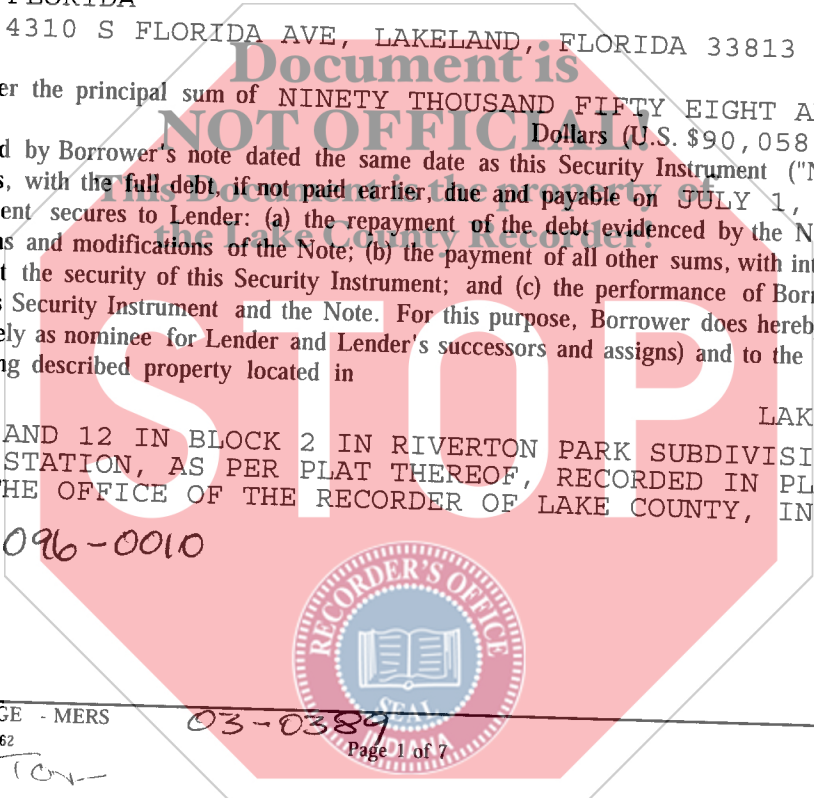 FLORIDA
4310 S FLORIDA AVE, LAKELAND, FLORIDA 33813
Document is
er the principal sum of NINETY THOUSAND FIFTY EIGHT A
NOT OFFICIAL!
Dollars (U.S. $90,058
d by Borrower's note dated the same date as this Security Instrument ("N
s, with the full debt, if not paid earlier, due and payable on JULY 1,
This Document is the property of
ent secures to Lender: (a) the repayment of the debt evidenced by the N
the Lake County Recorder!
ns and modifications of the Note; (b) the payment of all other sums, with int
t the security of this Security Instrument; and (c) the performance of Borr
s Security Instrument and the Note. For this purpose, Borrower does hereb
ely as nominee for Lender and Lender's successors and assigns) and to the
ng described property located in
STOP
LAK
AND 12 IN BLOCK 2 IN RIVERTON PARK SUBDIVISI
STATION, AS PER PLAT THEREOF, RECORDED IN PL
HE OFFICE OF THE RECORDER OF LAKE COUNTY, IN
096-0010
RECORDER'S OFFICE
SEAL
INDIANA
GE - MERS
03-0389
62
Page 1 of 7